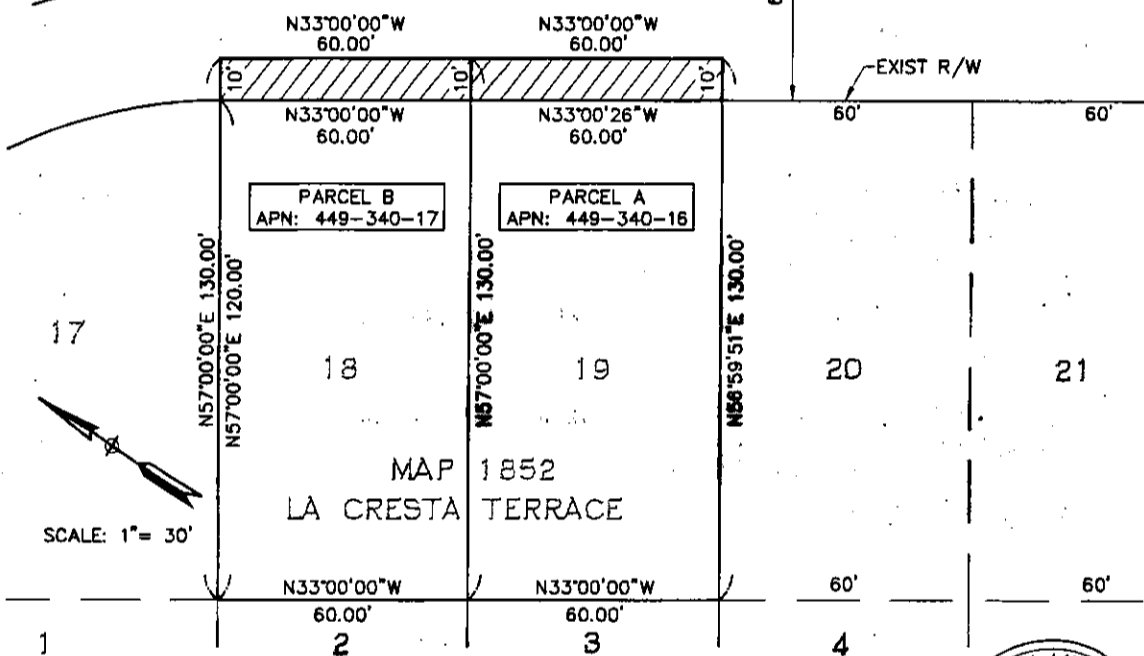 N33°00'00"W
60.00'
N33°00'00"W
60.00'
10'
10'
10'
EXIST R/W
N33°00'00"W
60.00'
N33°00'26"W
60.00'
60'
60'
PARCEL B
APN: 449-340-17
PARCEL A
APN: 449-340-16
N57°00'00"E 130.00'
N57°00'00"E 120.00'
N57°00'00"E 130.00'
N56°59'51"E 130.00'
17
18
19
20
21
MAP 1852
LA CRESTA TERRACE
SCALE: 1"= 30'
N33°00'00"W
60.00'
N33°00'00"W
60.00'
60'
60'
1
2
3
4